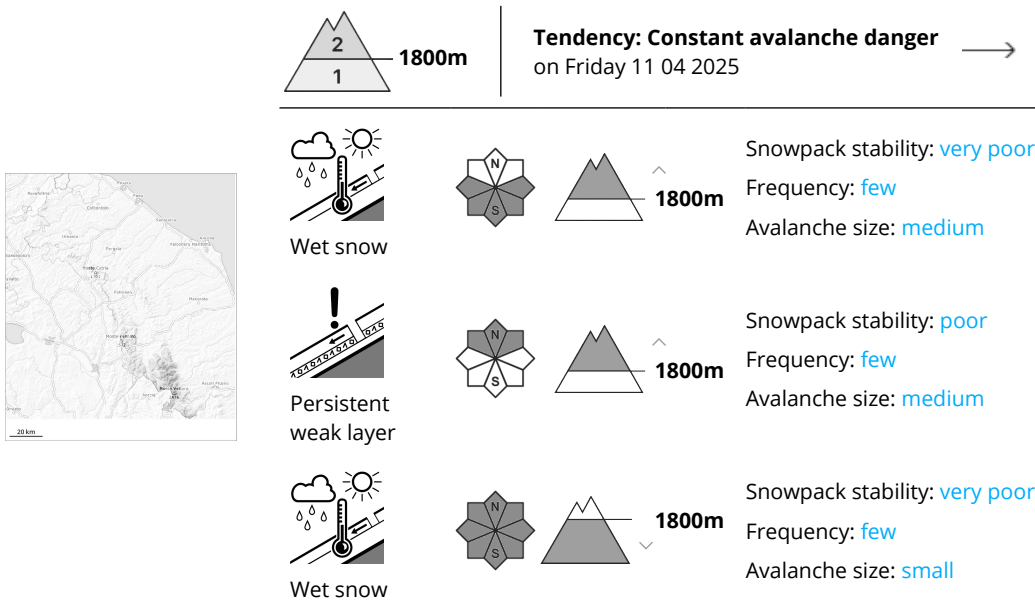 2
1
1800m
Tendency: Constant avalanche danger
on Friday 11 04 2025
Wet snow
N
S
1800m
Snowpack stability: very poor
Frequency: few
Avalanche size: medium
Persistent
weak layer
N
S
1800m
Snowpack stability: poor
Frequency: few
Avalanche size: medium
Wet snow
N
S
1800m
Snowpack stability: very poor
Frequency: few
Avalanche size: small
20 km